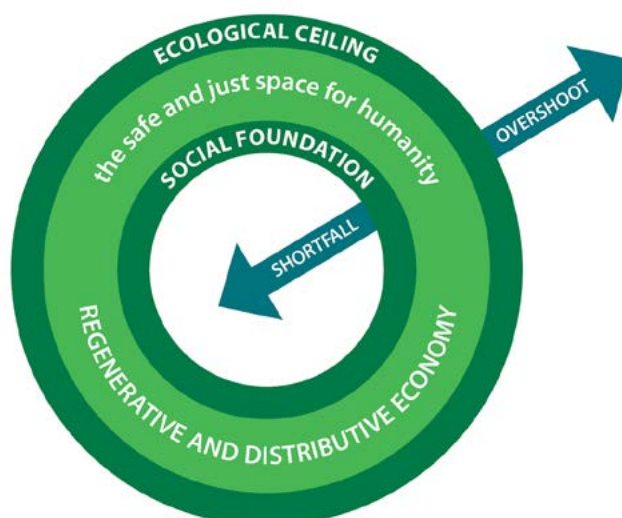 ECOLOGICAL CEILING
the safe and just space for humanity
SOCIAL FOUNDATION
OVERSHOOT
SHORTFALL
REGENERATIVE AND DISTRIBUTIVE ECONOMY